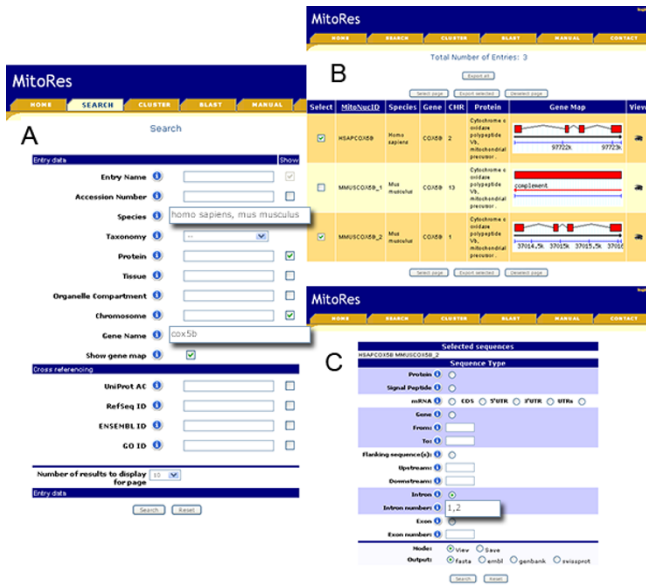 MitoRes
HOME SEARCH CLUSTER BLAST MANUAL
A
Search
Entry data Show
Entry Name
Accession Number
Species homo sapiens, mus musculus
Taxonomy --
Protein
Tissue
Organelle Compartment
Chromosome
Gene Name cox5b
Show gene map
Cross referencing
UniProt AC
RefSeq ID
ENSEMBL ID
GO ID
Number of results to display 10
for page
Entry data
Search Reset
MitoRes
HOME SEARCH CLUSTER BLAST MANUAL CONTACT
B
Total Number of Entries: 3
Export all
Select page Export selected Deselect page
Select MitoNucID Species Gene CHR Protein Gene Map View
HSAPCOX5B Homo sapiens COX5B 2 Cytochrome c oxidase polypeptide Vb, mitochondrial precursor. 97722k 97723k
MMUSCOX5B_1 Mus musculus COX5B 13 Cytochrome c oxidase polypeptide Vb, mitochondrial precursor. complement
MMUSCOX5B_2 Mus musculus COX5B 1 Cytochrome c oxidase polypeptide Vb, mitochondrial precursor. 37014.5k 37015k 37015.5k 37016
Select page Export selected Deselect page
MitoRes
HOME SEARCH CLUSTER BLAST MANUAL CONTACT
C
Selected sequences
HSAPCOX5B MMUSCOX5B_2
Sequence Type
Protein
Signal Peptide
mRNA CDS 5'UTR 3'UTR UTRs
Gene
From:
To:
Flanking sequence(s):
Upstream:
Downstream:
Intron
Intron number: 1,2
Exon
Exon number:
Mode: View Save
Output: fasta embl genbank swissprot
Search Reset